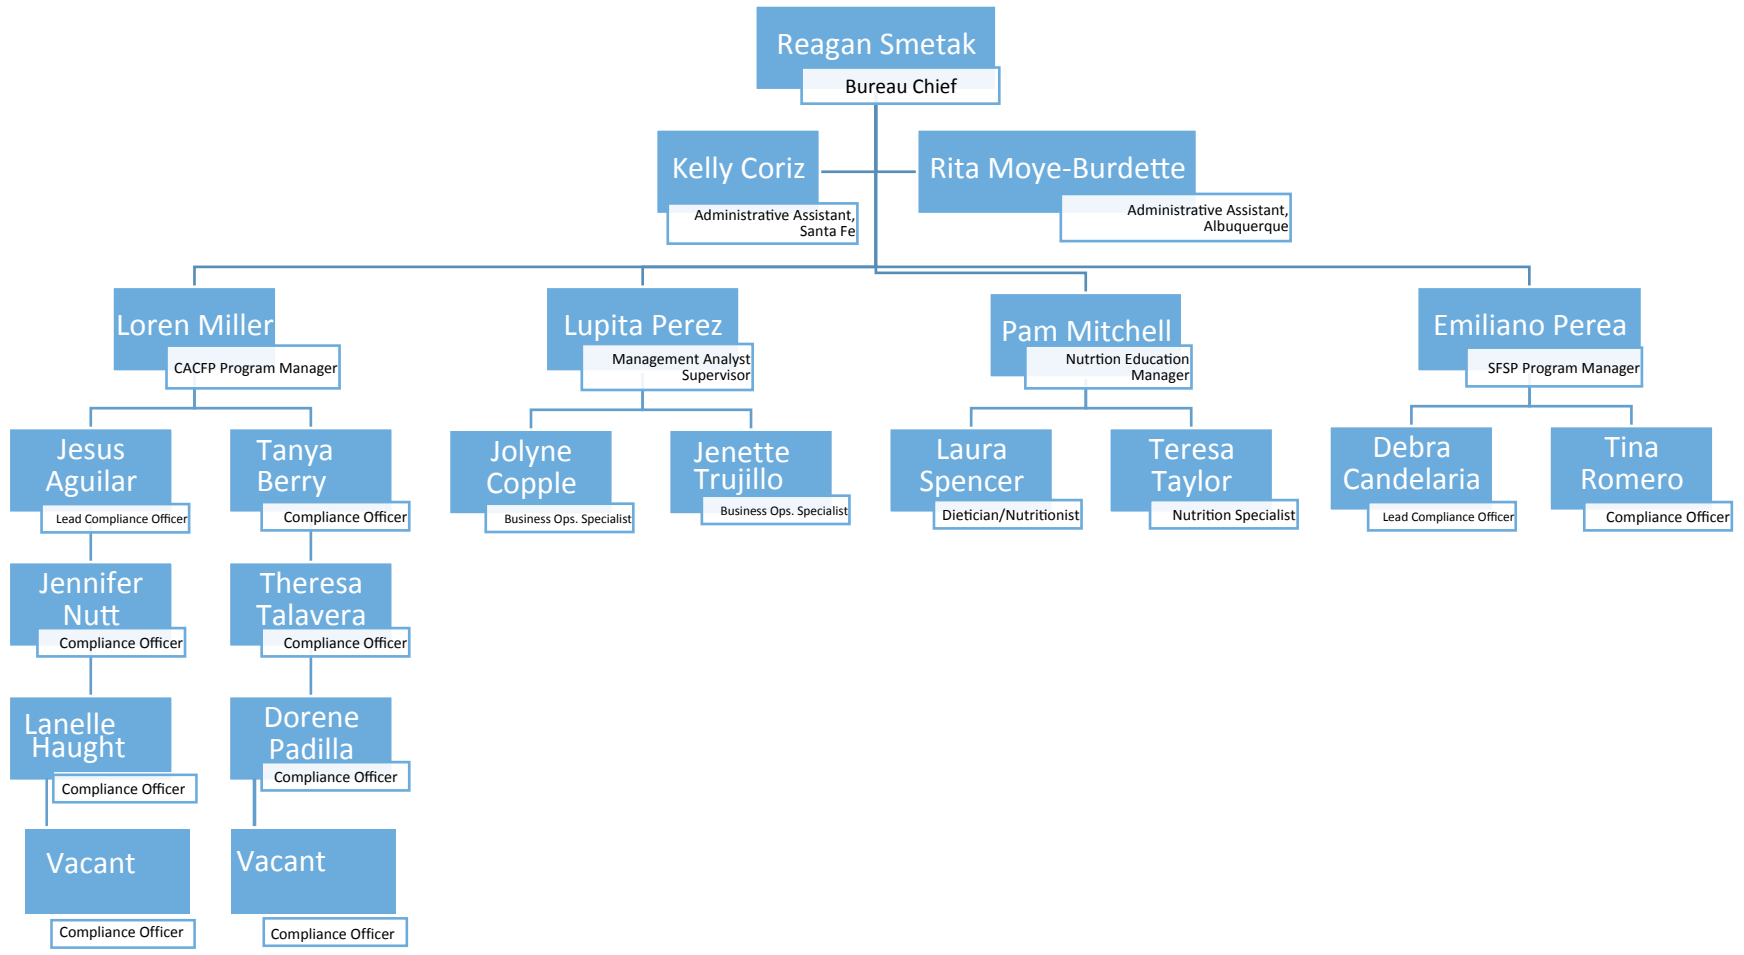 Reagan Smetak
Bureau Chief
Kelly Coriz
Administrative Assistant,
Santa Fe
Rita Moye-Burdette
Administrative Assistant,
Albuquerque
Loren Miller
CACFP Program Manager
Lupita Perez
Management Analyst
Supervisor
Pam Mitchell
Nutrtion Education
Manager
Emiliano Perea
SFSP Program Manager
Jesus
Aguilar
Lead Compliance Officer
Tanya
Berry
Compliance Officer
Jolyne
Copple
Business Ops. Specialist
Jenette
Trujillo
Business Ops. Specialist
Laura
Spencer
Dietician/Nutritionist
Teresa
Taylor
Nutrition Specialist
Debra
Candelaria
Lead Compliance Officer
Tina
Romero
Compliance Officer
Jennifer
Nutt
Compliance Officer
Theresa
Talavera
Compliance Officer
Lanelle
Haught
Compliance Officer
Dorene
Padilla
Compliance Officer
Vacant
Compliance Officer
Vacant
Compliance Officer